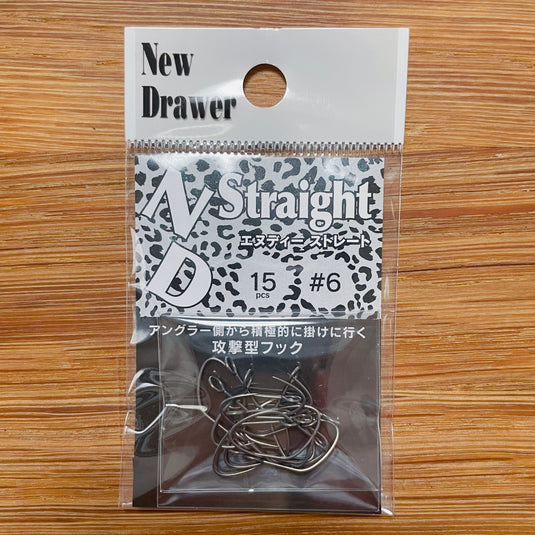 New
Drawer
ND
Straight
エヌディー ストレート
15
pcs
#6
アングラー側から積極的に掛けに行く
攻撃型フック